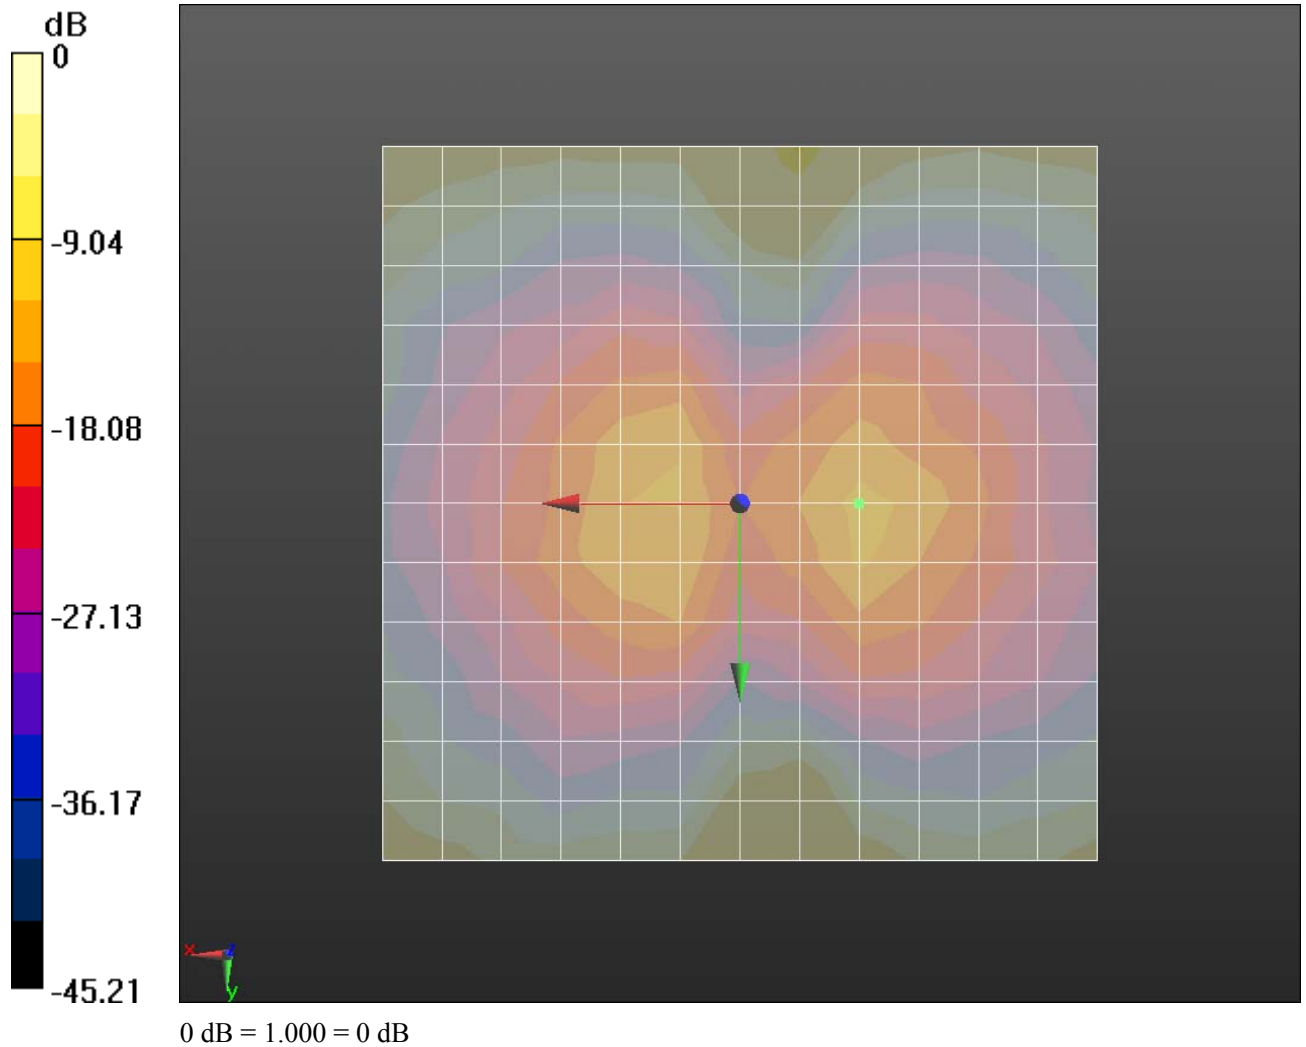 dB
0
-9.04
-18.08
-27.13
-36.17
-45.21
x
z
y
0 dB = 1.000 = 0 dB